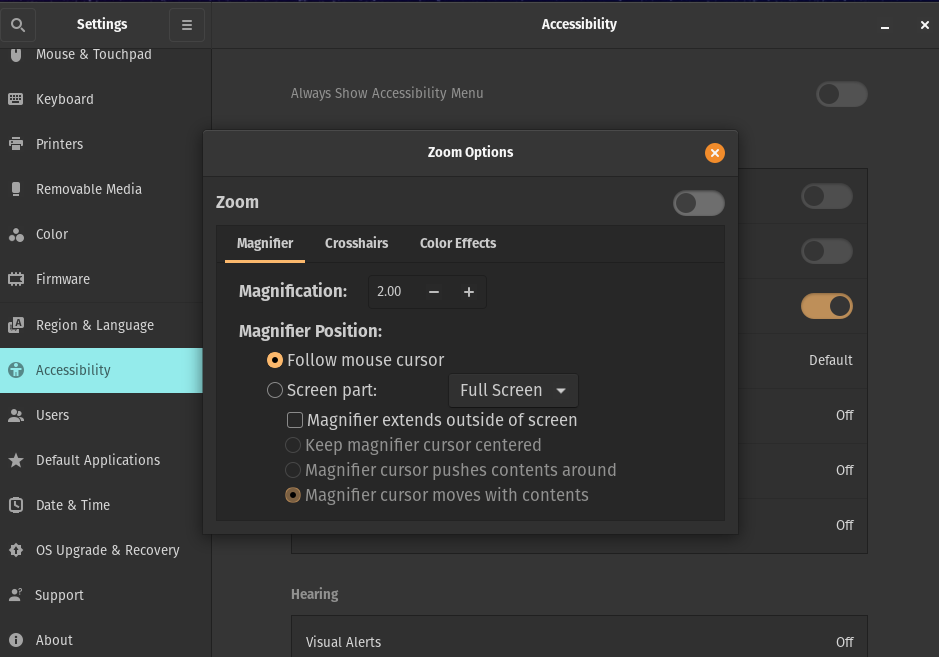 Settings
Accessibility
Mouse & Touchpad
Keyboard
Printers
Removable Media
Color
Firmware
Region & Language
Accessibility
Users
Default Applications
Date & Time
OS Upgrade & Recovery
Support
About
Always Show Accessibility Menu
Zoom Options
Zoom
Magnifier Crosshairs Color Effects
Magnification: 2.00
Magnifier Position:
Follow mouse cursor
Screen part: Full Screen
Magnifier extends outside of screen
Keep magnifier cursor centered
Magnifier cursor pushes contents around
Magnifier cursor moves with contents
Default
Off
Off
Off
Hearing
Visual Alerts Off